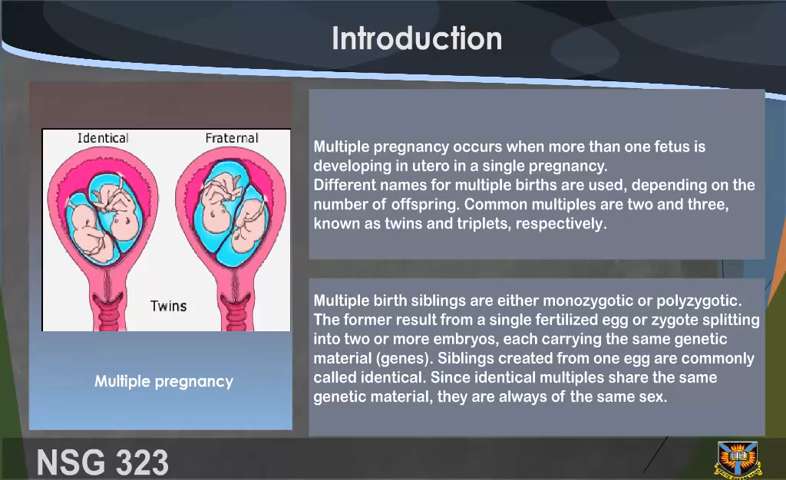 Introduction
Identical
Fraternal
Twins
Multiple pregnancy
Multiple pregnancy occurs when more than one fetus is
developing in utero in a single pregnancy.
Different names for multiple births are used, depending on the
number of offspring. Common multiples are two and three,
known as twins and triplets, respectively.
Multiple birth siblings are either monozygotic or polyzygotic.
The former result from a single fertilized egg or zygote splitting
into two or more embryos, each carrying the same genetic
material (genes). Siblings created from one egg are commonly
called identical. Since identical multiples share the same
genetic material, they are always of the same sex.
NSG 323